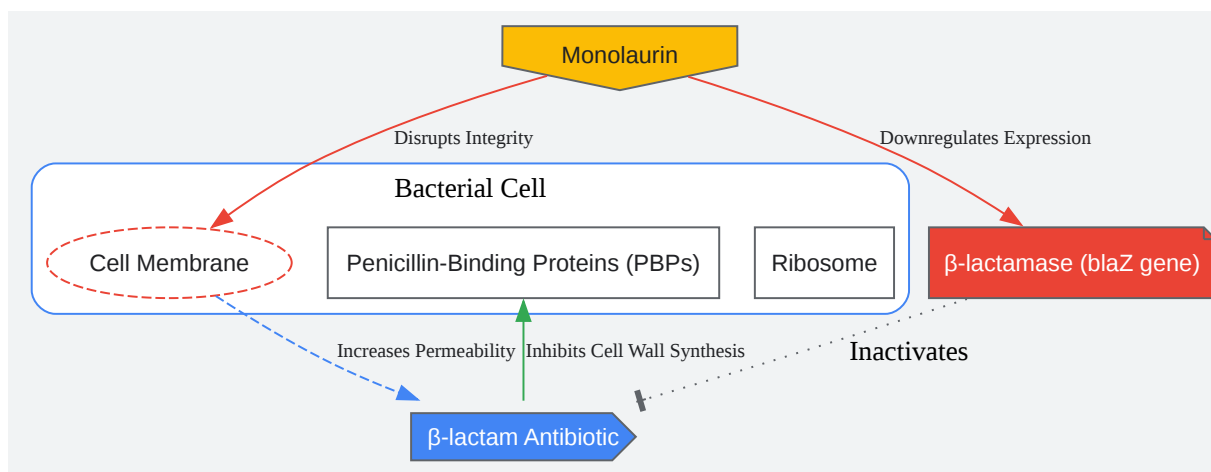 Monolaurin
Disrupts Integrity
Downregulates Expression
Bacterial Cell
Cell Membrane
Penicillin-Binding Proteins (PBPs)
Ribosome
β-lactamase (blaZ gene)
Increases Permeability
Inhibits Cell Wall Synthesis
Inactivates
β-lactam Antibiotic